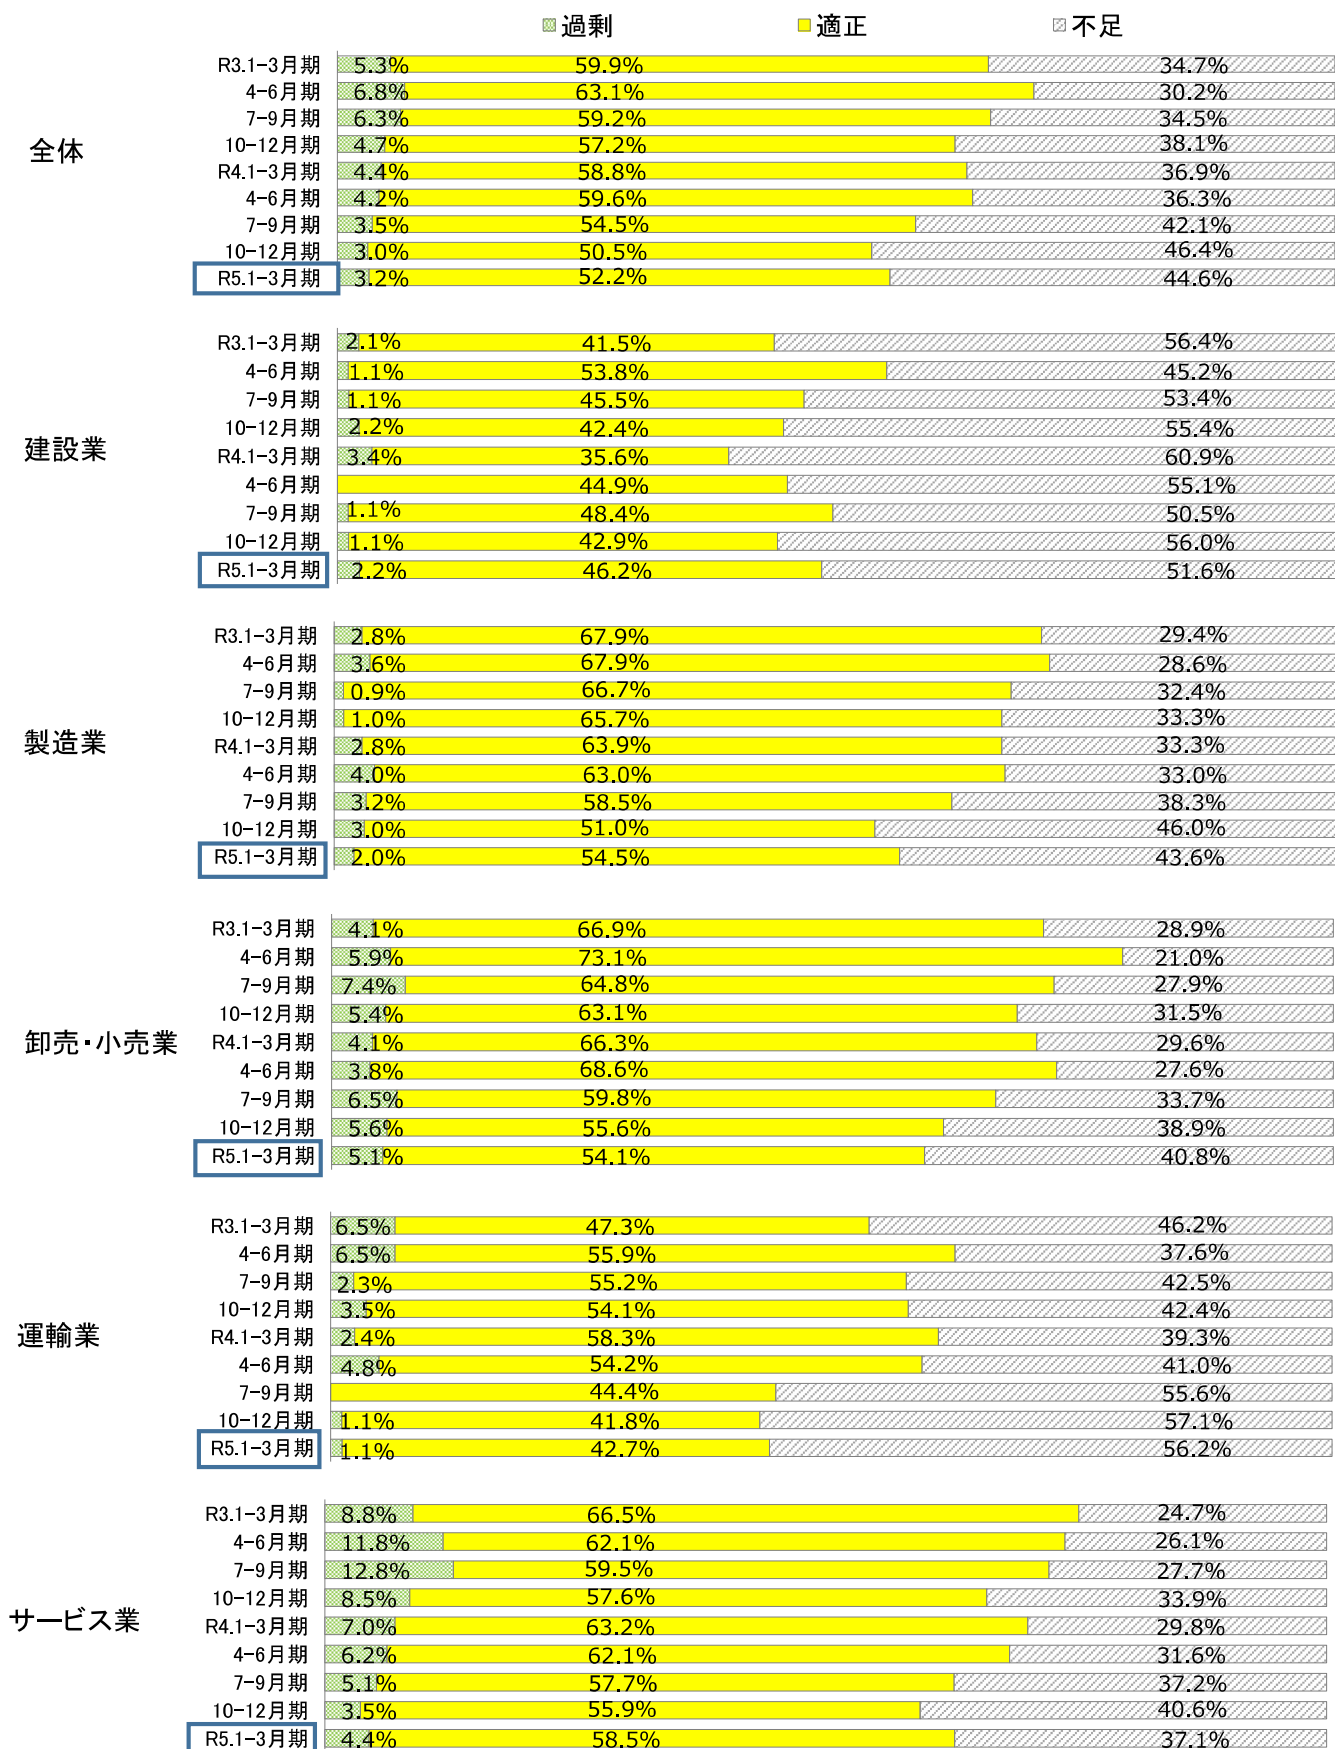 過剰 適正 不足
全体
R3.1-3月期 5.3% 59.9% 34.7%
4-6月期 6.8% 63.1% 30.2%
7-9月期 6.3% 59.2% 34.5%
10-12月期 4.7% 57.2% 38.1%
R4.1-3月期 4.4% 58.8% 36.9%
4-6月期 4.2% 59.6% 36.3%
7-9月期 3.5% 54.5% 42.1%
10-12月期 3.0% 50.5% 46.4%
R5.1-3月期 3.2% 52.2% 44.6%
建設業
R3.1-3月期 2.1% 41.5% 56.4%
4-6月期 1.1% 53.8% 45.2%
7-9月期 1.1% 45.5% 53.4%
10-12月期 2.2% 42.4% 55.4%
R4.1-3月期 3.4% 35.6% 60.9%
4-6月期 44.9% 55.1%
7-9月期 1.1% 48.4% 50.5%
10-12月期 1.1% 42.9% 56.0%
R5.1-3月期 2.2% 46.2% 51.6%
製造業
R3.1-3月期 2.8% 67.9% 29.4%
4-6月期 3.6% 67.9% 28.6%
7-9月期 0.9% 66.7% 32.4%
10-12月期 1.0% 65.7% 33.3%
R4.1-3月期 2.8% 63.9% 33.3%
4-6月期 4.0% 63.0% 33.0%
7-9月期 3.2% 58.5% 38.3%
10-12月期 3.0% 51.0% 46.0%
R5.1-3月期 2.0% 54.5% 43.6%
卸売・小売業
R3.1-3月期 4.1% 66.9% 28.9%
4-6月期 5.9% 73.1% 21.0%
7-9月期 7.4% 64.8% 27.9%
10-12月期 5.4% 63.1% 31.5%
R4.1-3月期 4.1% 66.3% 29.6%
4-6月期 3.8% 68.6% 27.6%
7-9月期 6.5% 59.8% 33.7%
10-12月期 5.6% 55.6% 38.9%
R5.1-3月期 5.1% 54.1% 40.8%
運輸業
R3.1-3月期 6.5% 47.3% 46.2%
4-6月期 6.5% 55.9% 37.6%
7-9月期 2.3% 55.2% 42.5%
10-12月期 3.5% 54.1% 42.4%
R4.1-3月期 2.4% 58.3% 39.3%
4-6月期 4.8% 54.2% 41.0%
7-9月期 44.4% 55.6%
10-12月期 1.1% 41.8% 57.1%
R5.1-3月期 1.1% 42.7% 56.2%
サービス業
R3.1-3月期 8.8% 66.5% 24.7%
4-6月期 11.8% 62.1% 26.1%
7-9月期 12.8% 59.5% 27.7%
10-12月期 8.5% 57.6% 33.9%
R4.1-3月期 7.0% 63.2% 29.8%
4-6月期 6.2% 62.1% 31.6%
7-9月期 5.1% 57.7% 37.2%
10-12月期 3.5% 55.9% 40.6%
R5.1-3月期 4.4% 58.5% 37.1%